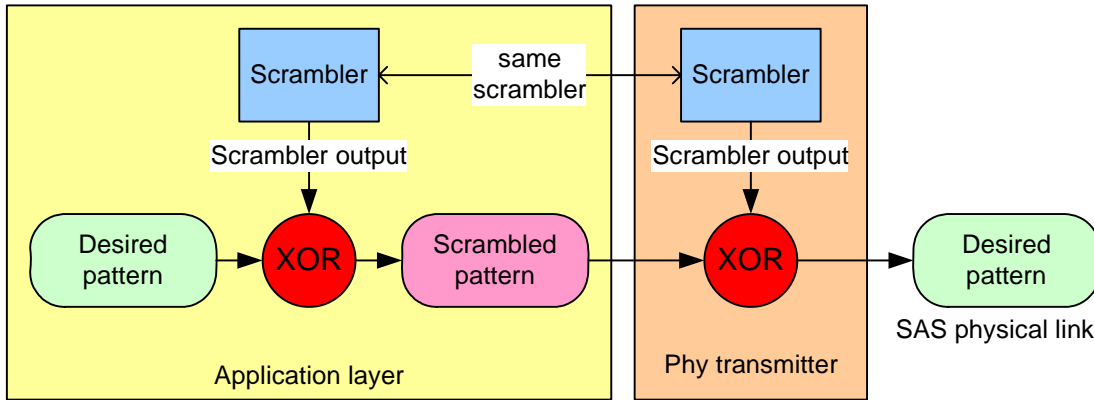 Scrambler
same
scrambler
Scrambler
Scrambler output
Scrambler output
Desired
pattern
XOR
Scrambled
pattern
XOR
Desired
pattern
SAS physical link
Application layer
Phy transmitter